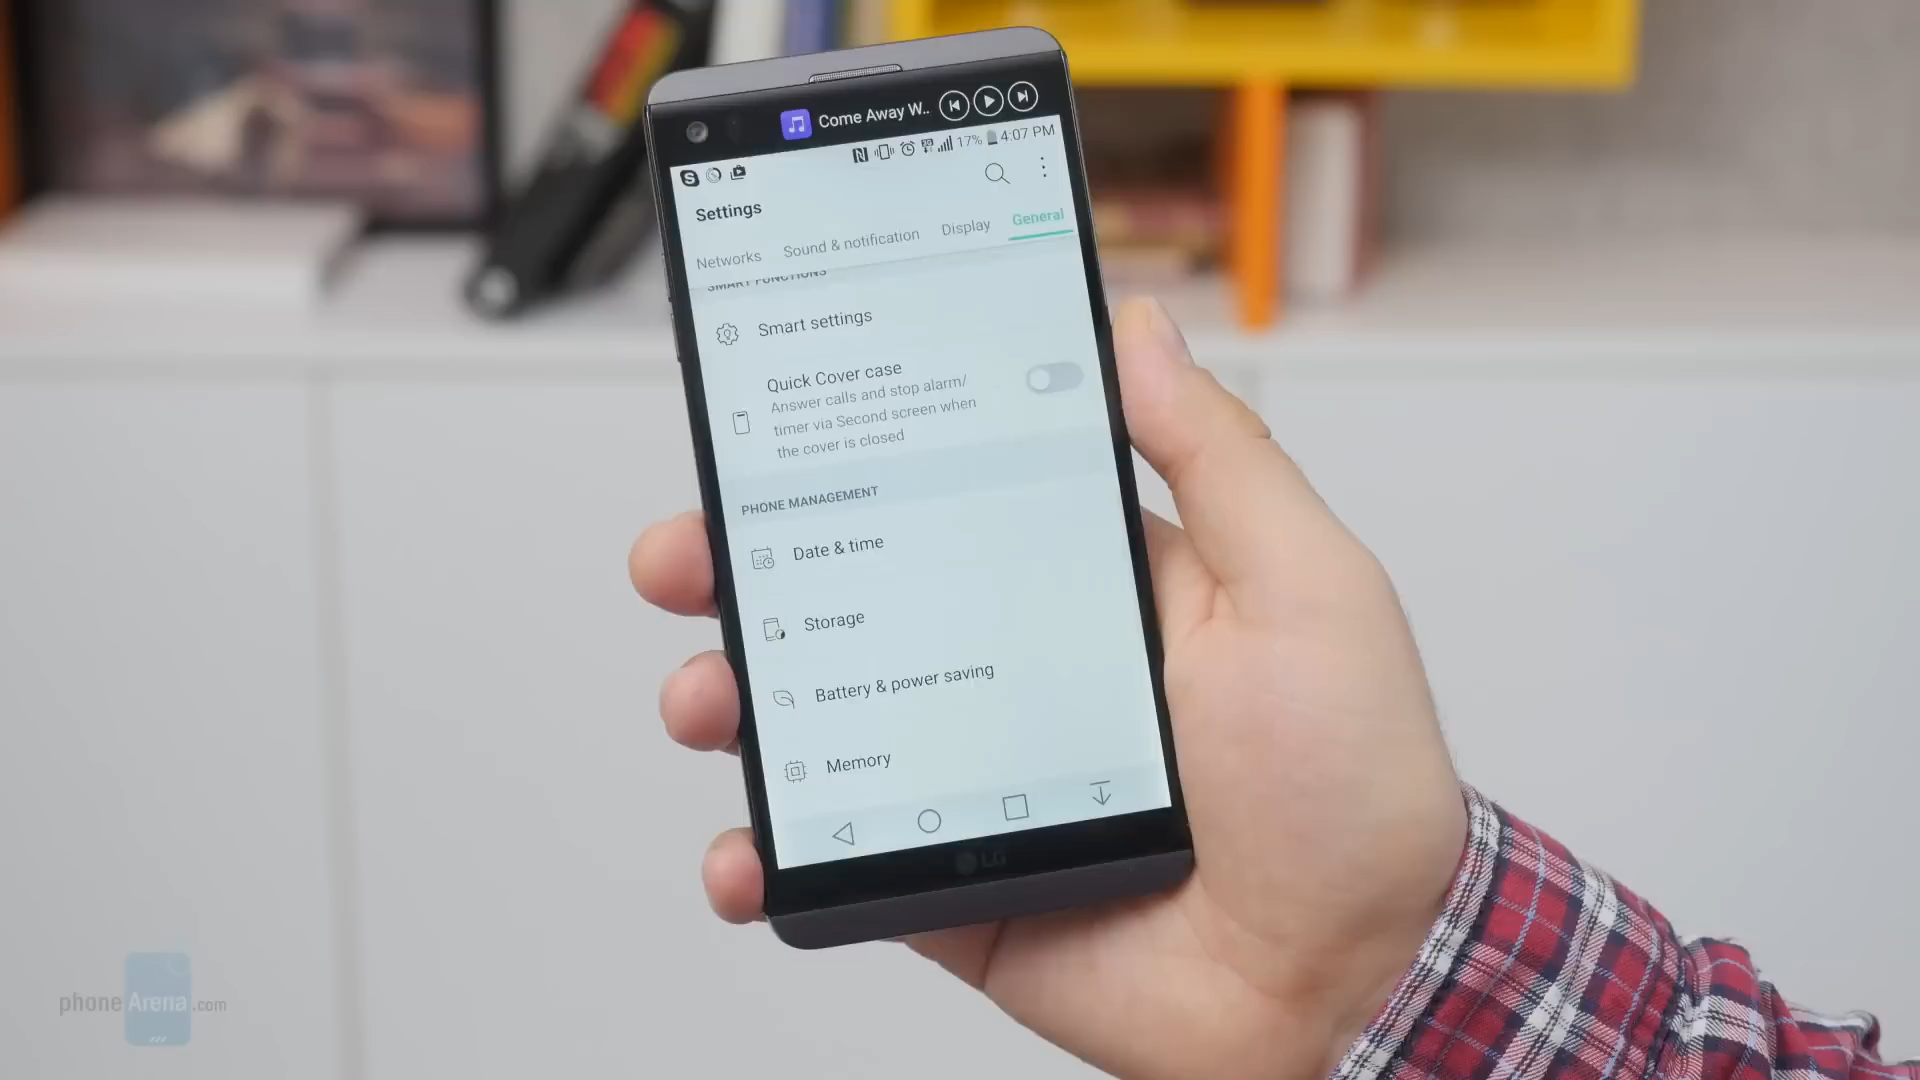 Come Away W..
17% 4:07 PM
Settings
Networks Sound & notification Display General
SMART FUNCTIONS
Smart settings
Quick Cover case
Answer calls and stop alarm/
timer via Second screen when
the cover is closed
PHONE MANAGEMENT
Date & time
Storage
Battery & power saving
Memory
LG
phoneArena.com